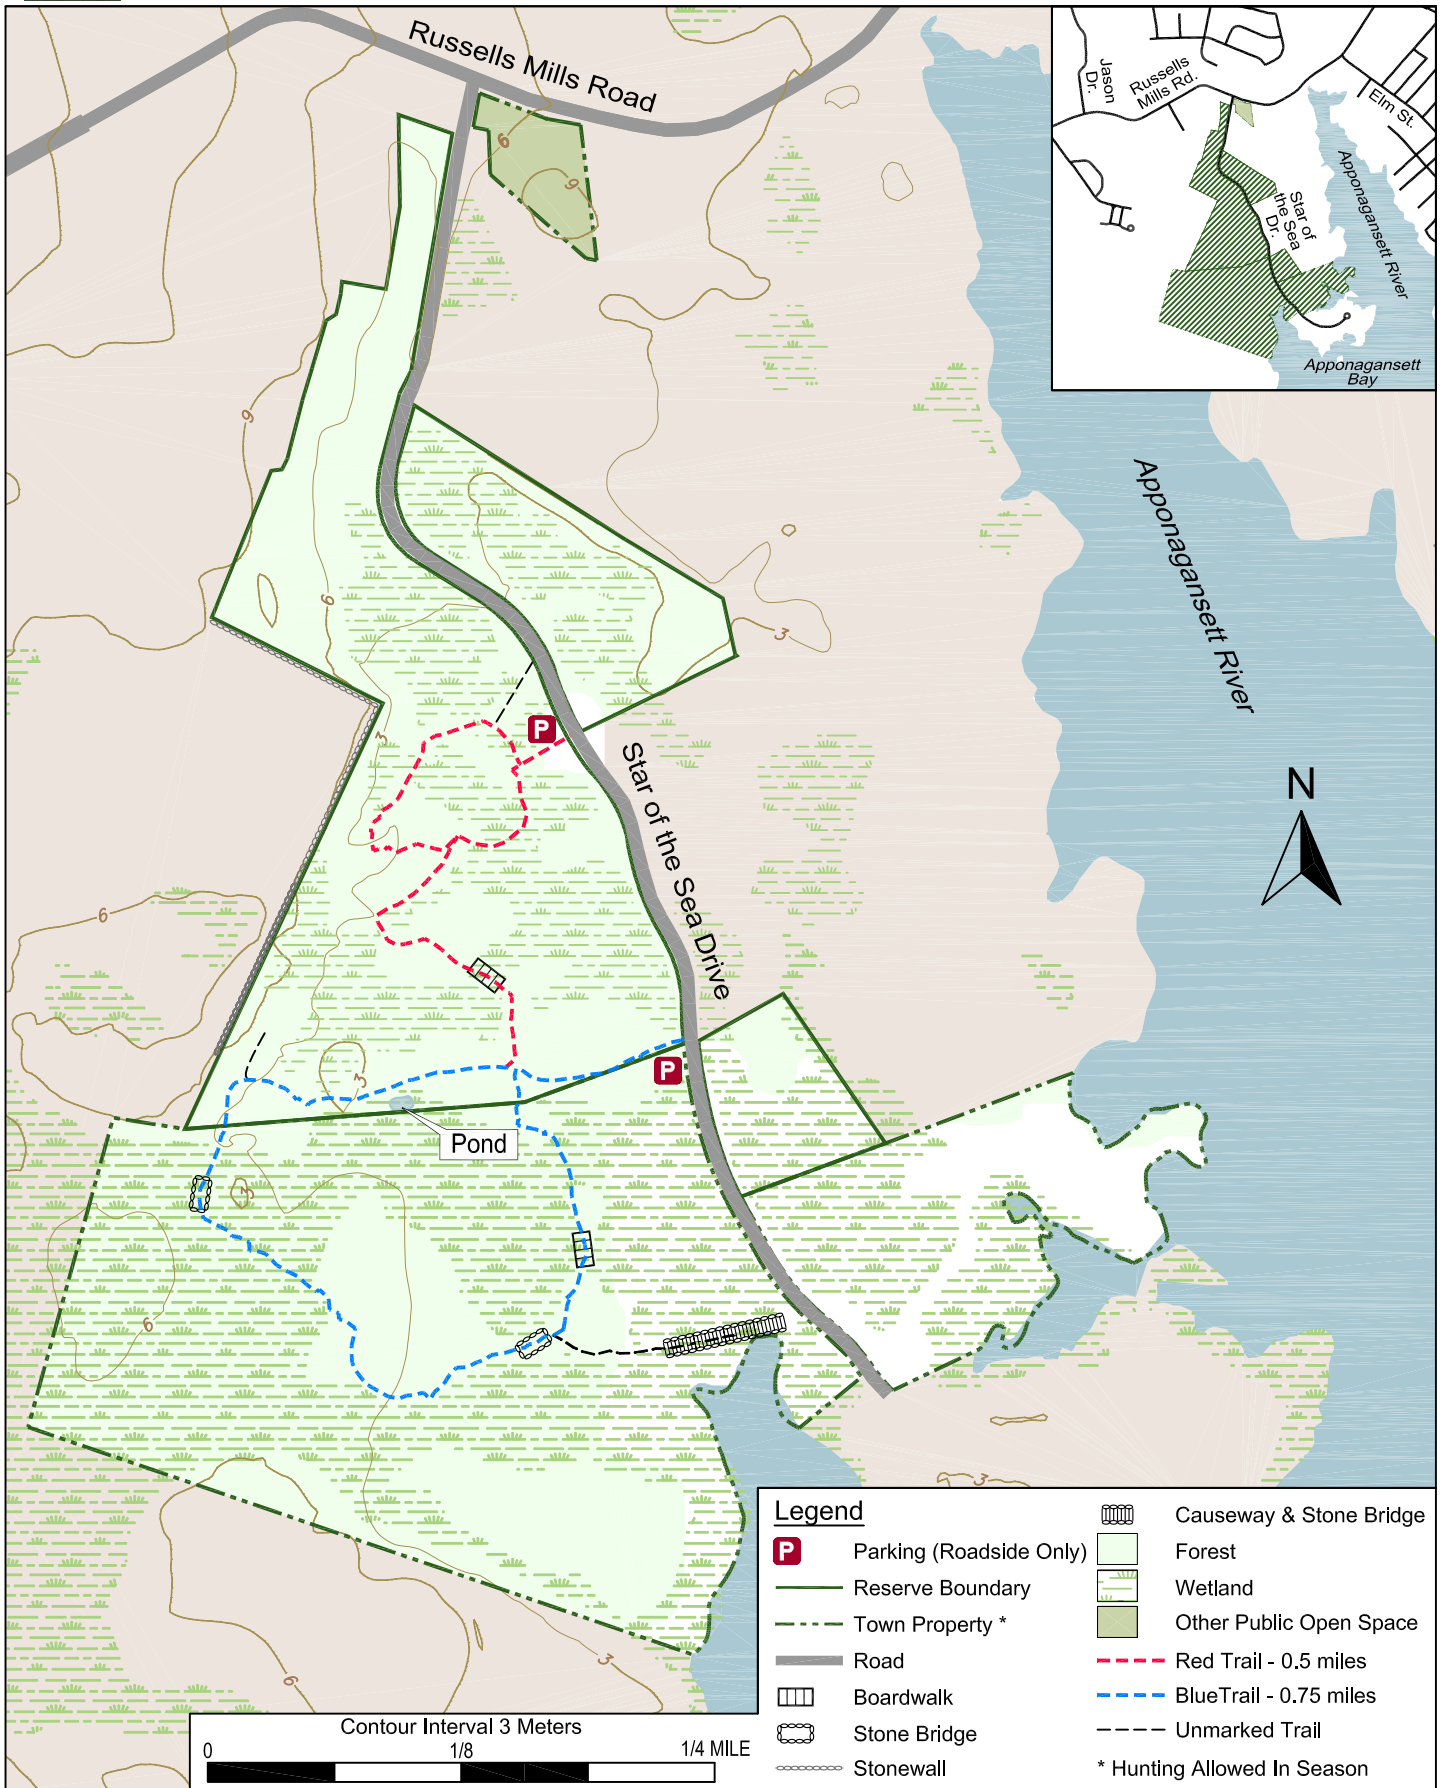 Russells Mills Road
Jason
Dr.
Russells
Mills Rd.
Elm St.
Star of
the Sea
Dr.
Apponagansett River
Apponagansett
Bay
6
6
9
6
3
3
6
3
3
6
6
3
3
Apponagansett River
Star of the Sea Drive
N
P
P
Pond
Legend
P Parking (Roadside Only)
Reserve Boundary
Town Property *
Road
Boardwalk
Stone Bridge
Stonewall
Causeway & Stone Bridge
Forest
Wetland
Other Public Open Space
Red Trail - 0.5 miles
BlueTrail - 0.75 miles
Unmarked Trail
* Hunting Allowed In Season
Contour Interval 3 Meters
0 1/8 1/4 MILE